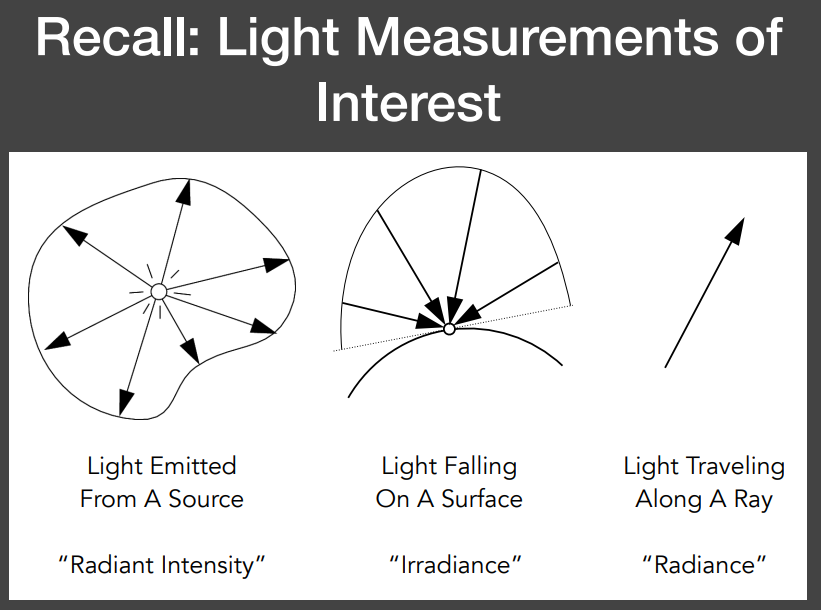 Recall: Light Measurements of
Interest
Light Emitted
From A Source
Light Falling
On A Surface
Light Traveling
Along A Ray
“Radiant Intensity”
“Irradiance”
“Radiance”